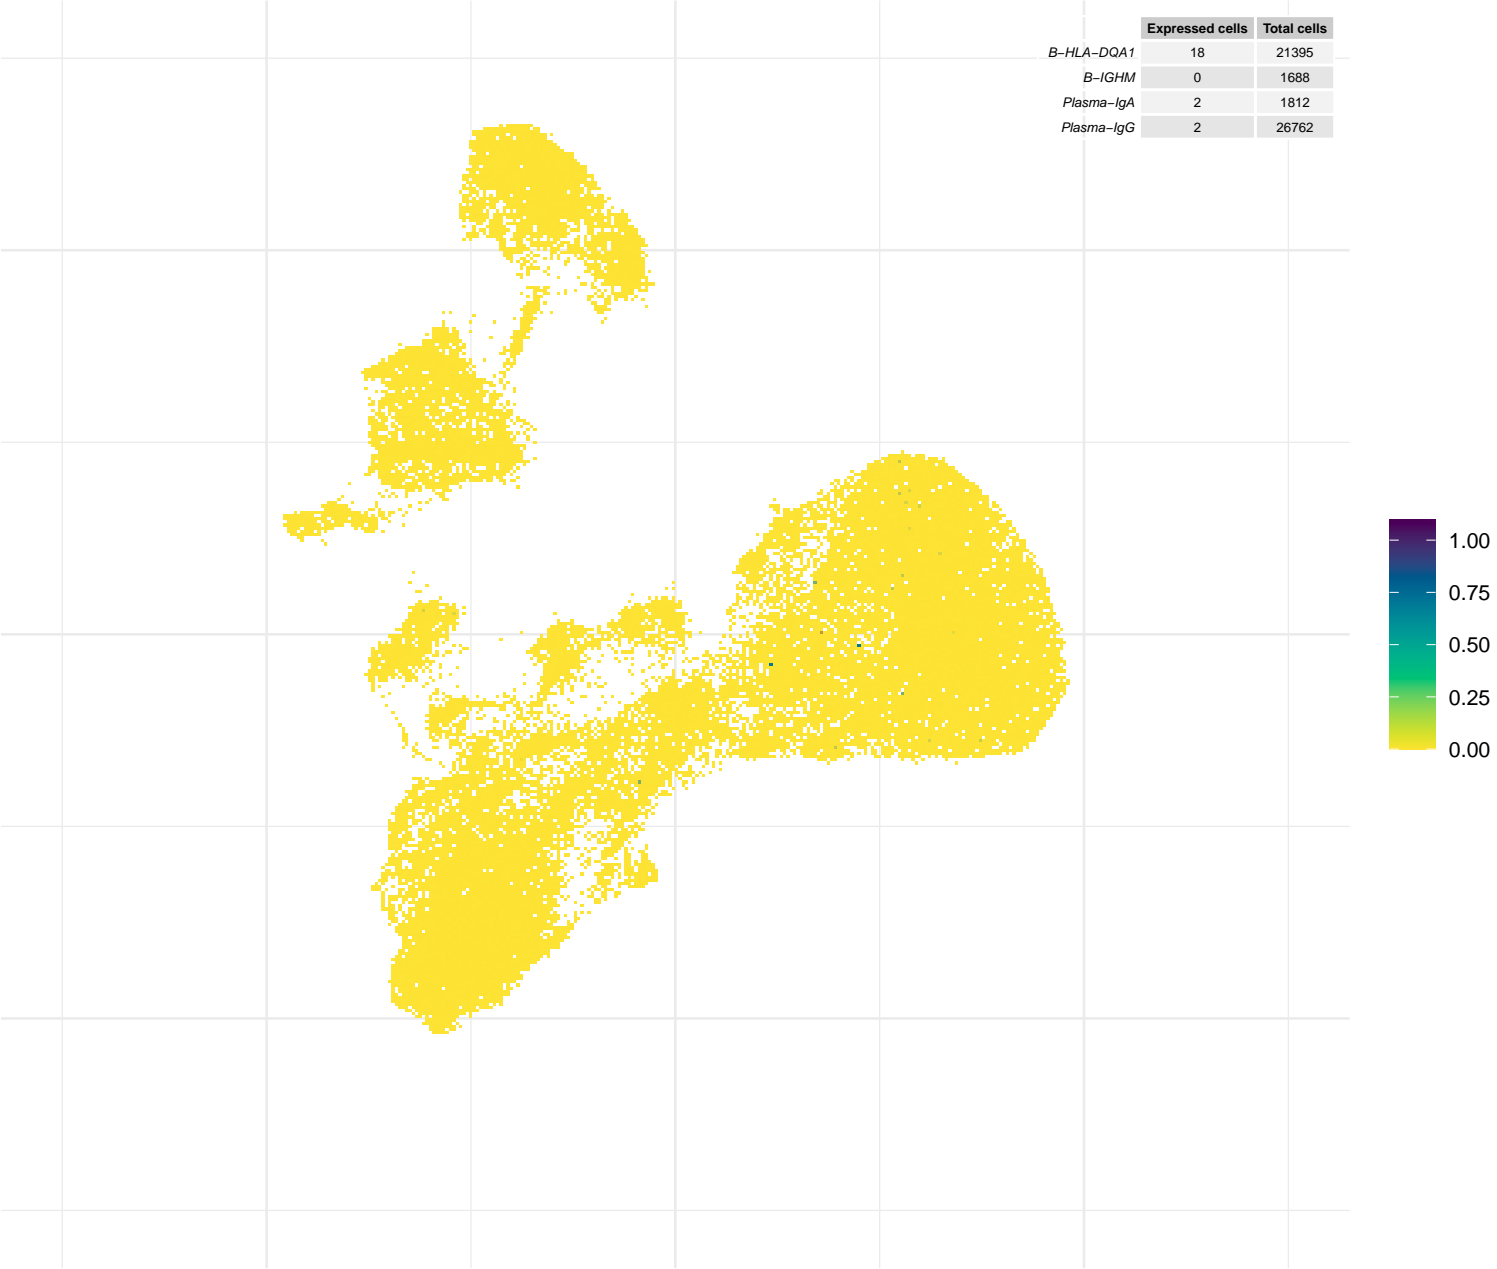 Expressed cells Total cells
B−HLA−DQA1 18 21395
B−IGHM 0 1688
Plasma−IgA 2 1812
Plasma−IgG 2 26762
1.00
0.75
0.50
0.25
0.00